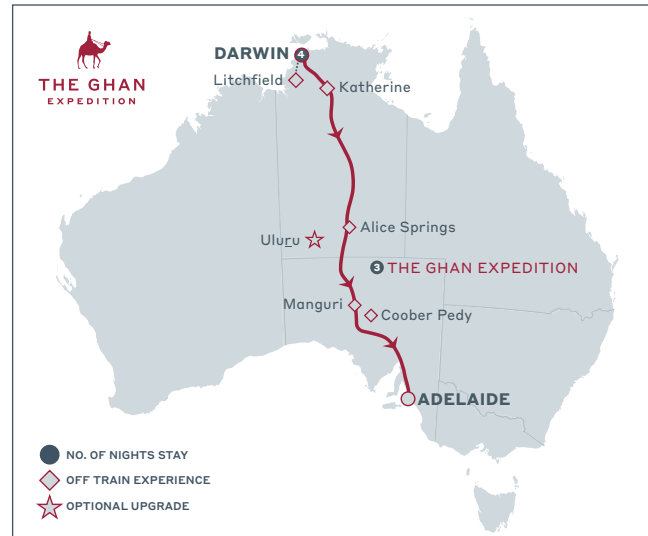 THE GHAN
EXPEDITION
DARWIN 4
Litchfield
Katherine
Alice Springs
Uluṟu
3 THE GHAN EXPEDITION
Manguri
Coober Pedy
ADELAIDE
NO. OF NIGHTS STAY
OFF TRAIN EXPERIENCE
OPTIONAL UPGRADE